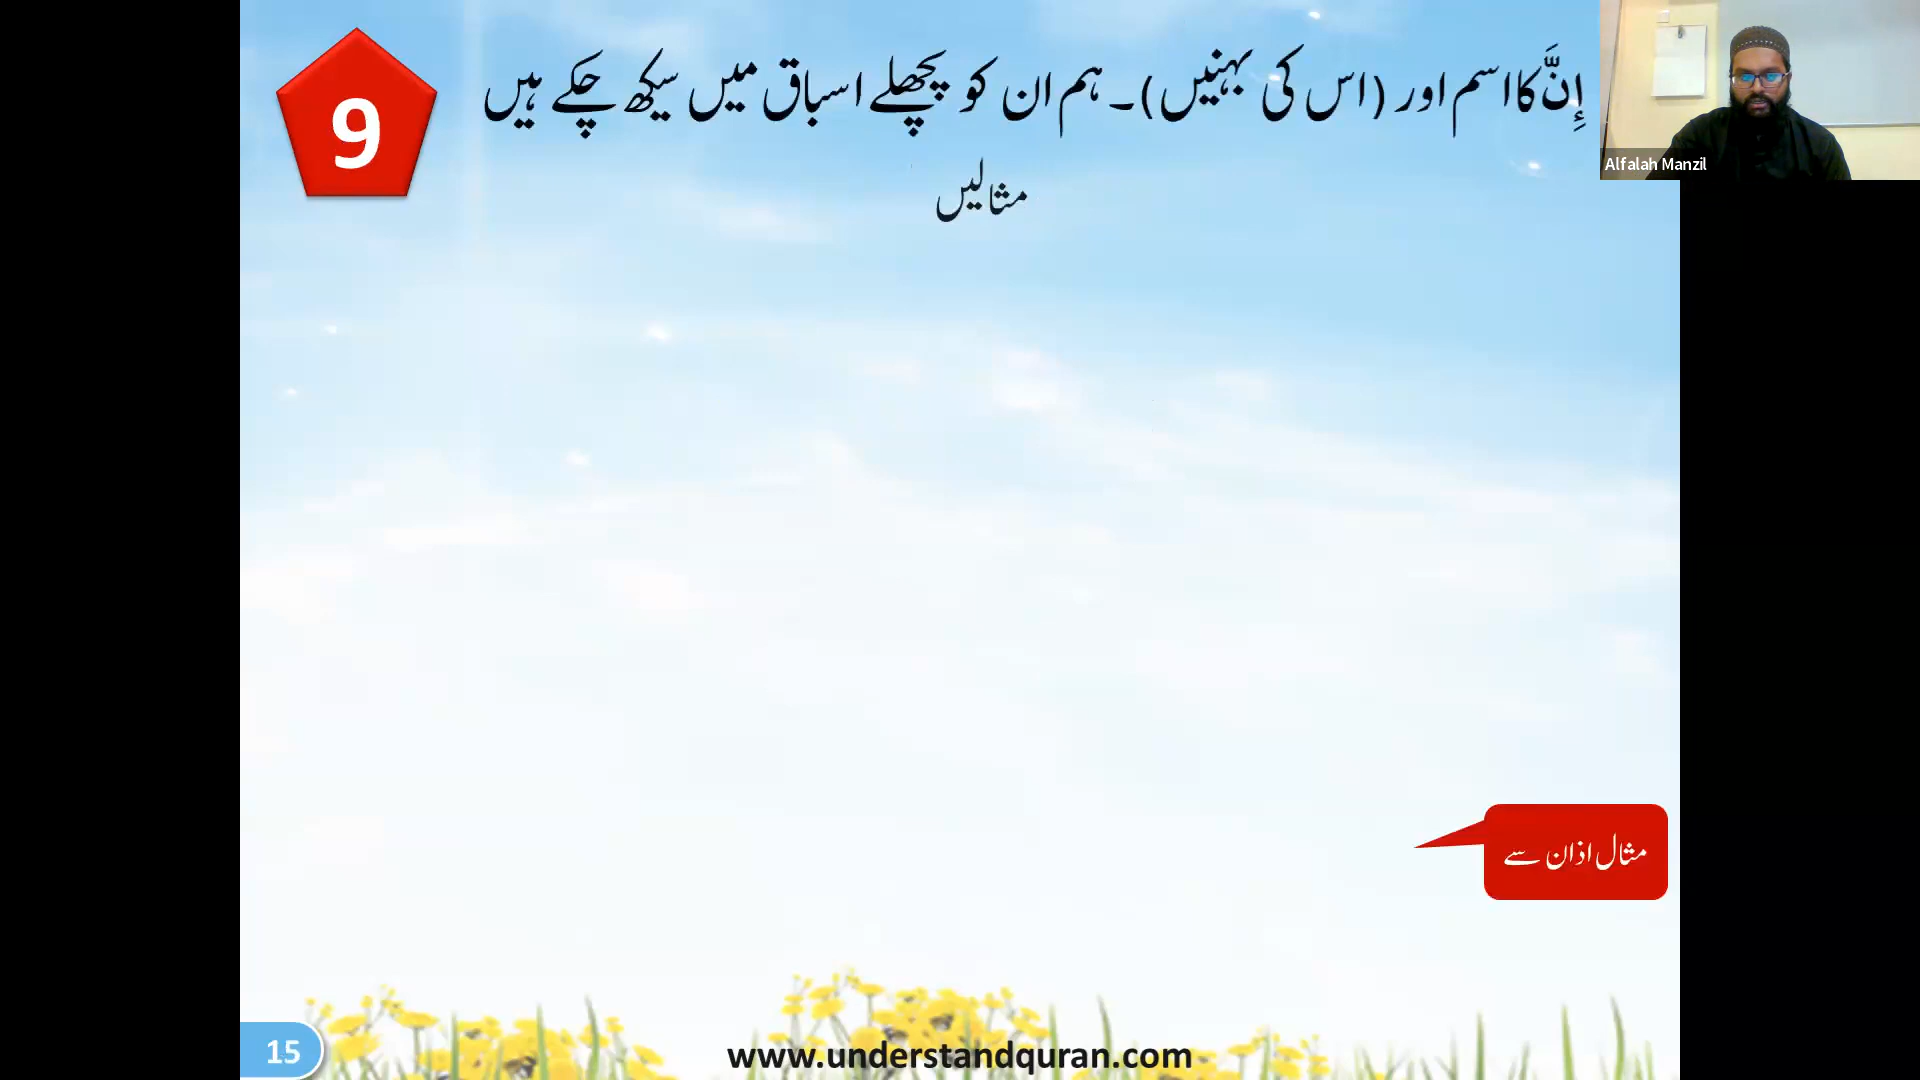 9
إِنَّ کا اسم اور (اس کی بہنیں)۔ ہم ان کو پچھلے اسباق میں سیکھ چکے ہیں
Alfalah Manzil
مثالیں
مثال اذان سے
15
www.understandquran.com